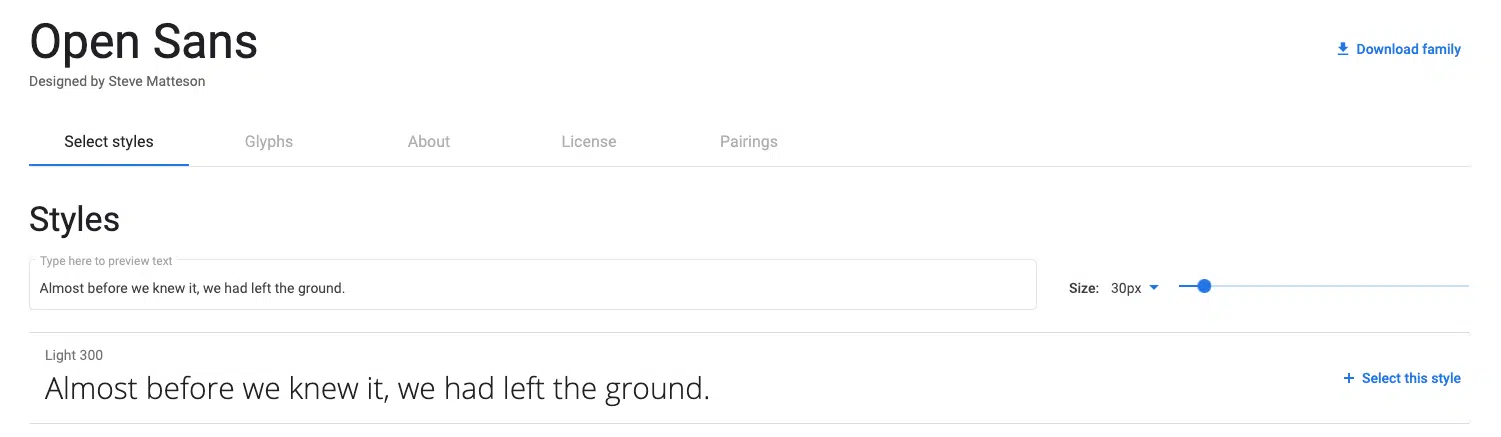 Open Sans
Download family
Designed by Steve Matteson
Select styles
Glyphs
About
License
Pairings
Styles
Type here to preview text
Almost before we knew it, we had left the ground.
Size: 30px
Light 300
Almost before we knew it, we had left the ground.
+ Select this style